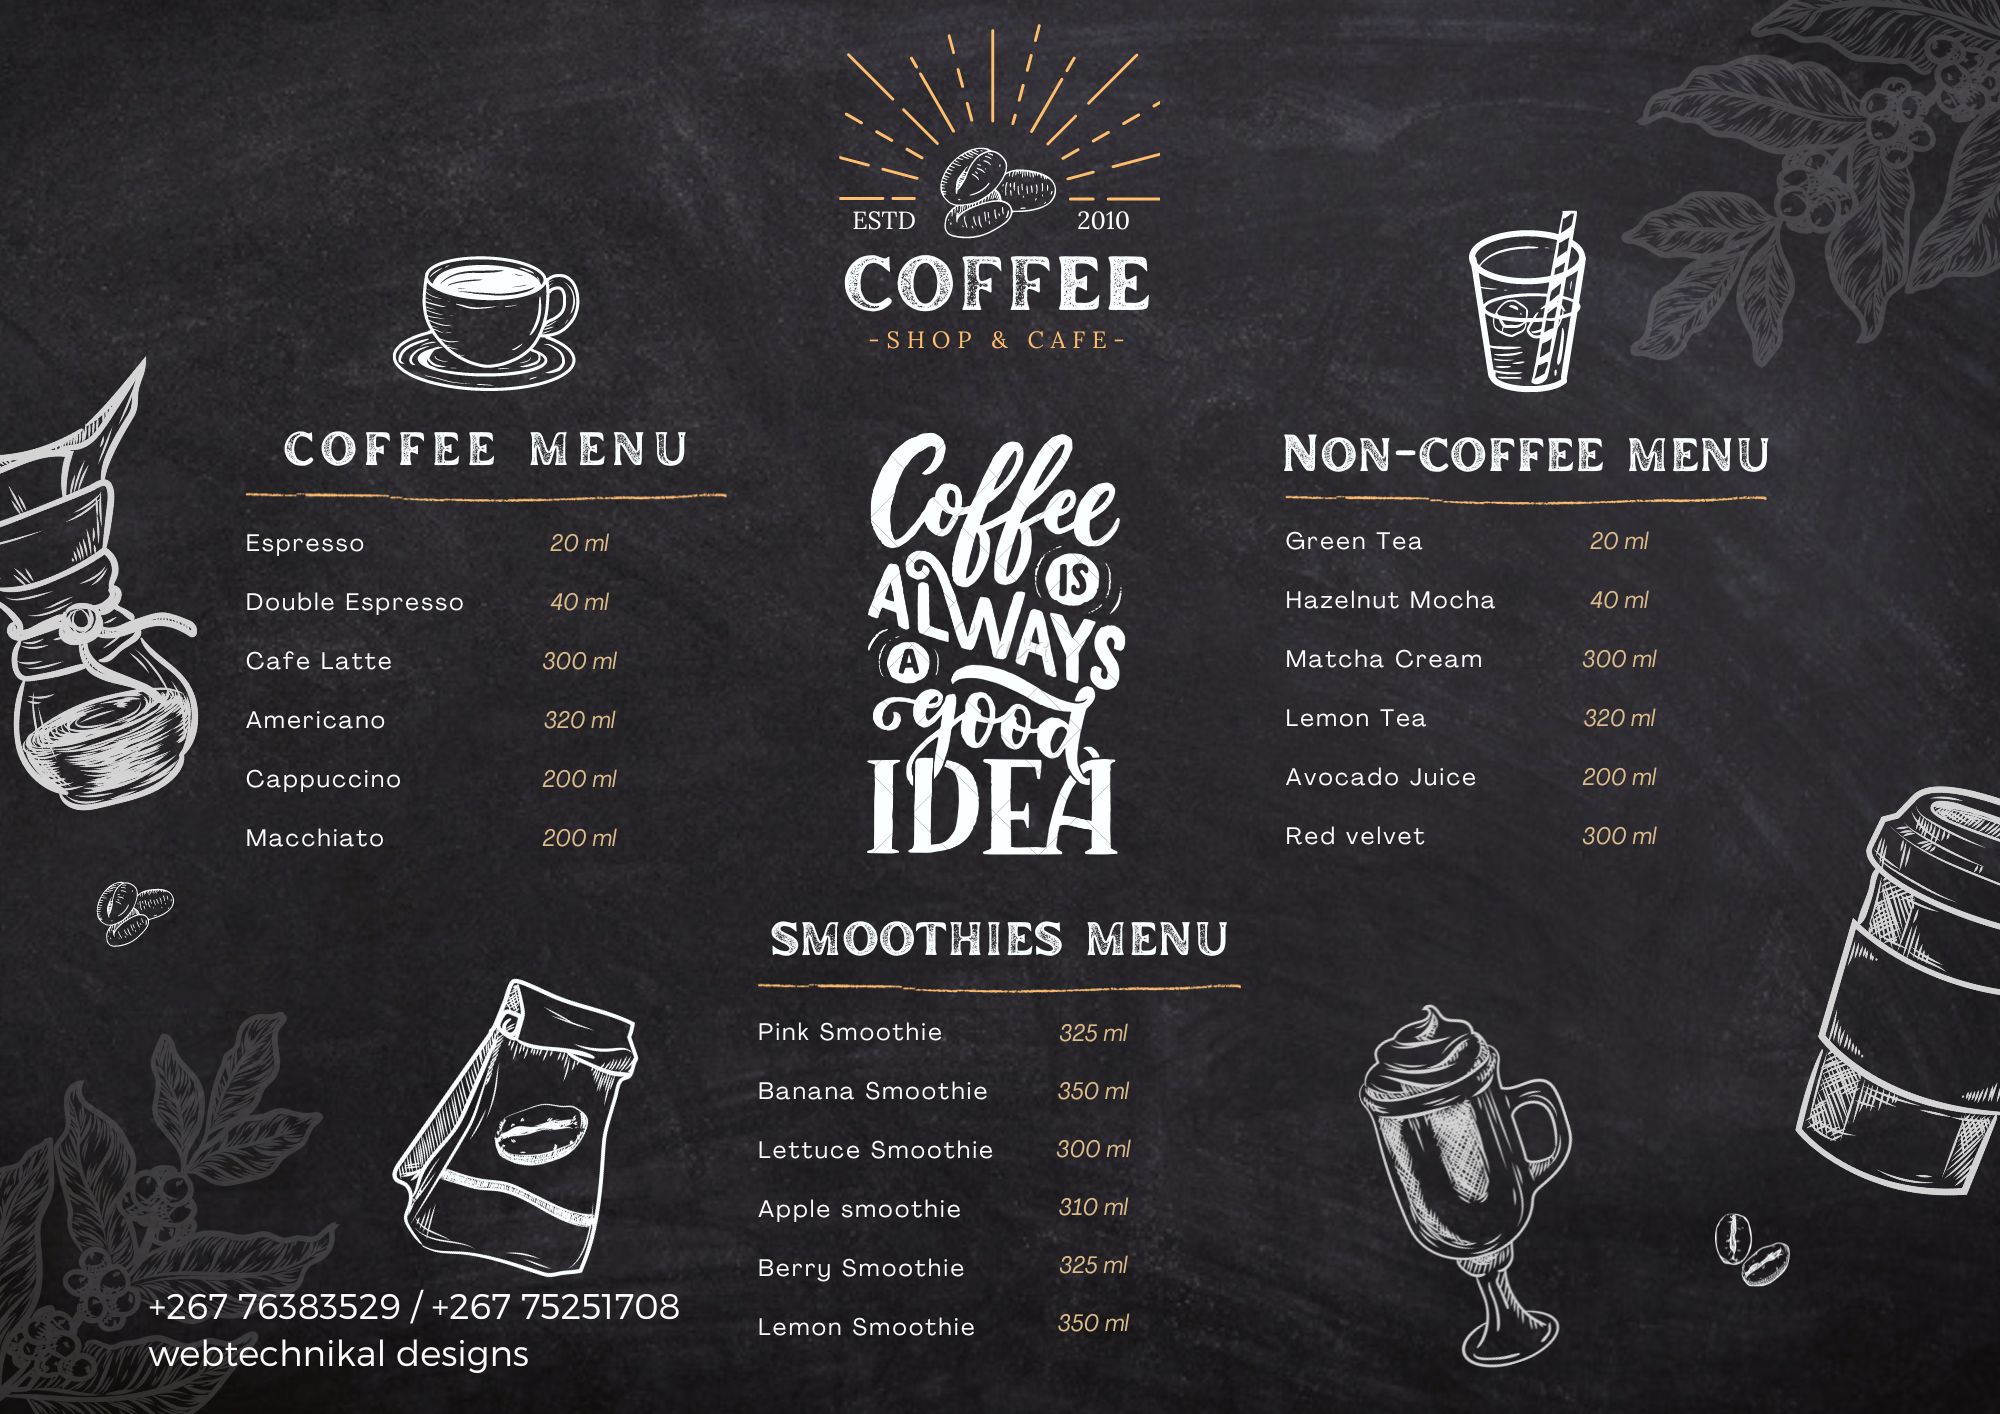 ESTD 2010
COFFEE
-SHOP & CAFE-
COFFEE MENU
Espresso 20 ml
Double Espresso 40 ml
Cafe Latte 300 ml
Americano 320 ml
Cappuccino 200 ml
Macchiato 200 ml
Coffee
IS
ALWAYS
A
good
IDEA
NON-COFFEE MENU
Green Tea 20 ml
Hazelnut Mocha 40 ml
Matcha Cream 300 ml
Lemon Tea 320 ml
Avocado Juice 200 ml
Red velvet 300 ml
SMOOTHIES MENU
Pink Smoothie 325 ml
Banana Smoothie 350 ml
Lettuce Smoothie 300 ml
Apple smoothie 310 ml
Berry Smoothie 325 ml
Lemon Smoothie 350 ml
+267 76383529 / +267 75251708
webtechnikal designs